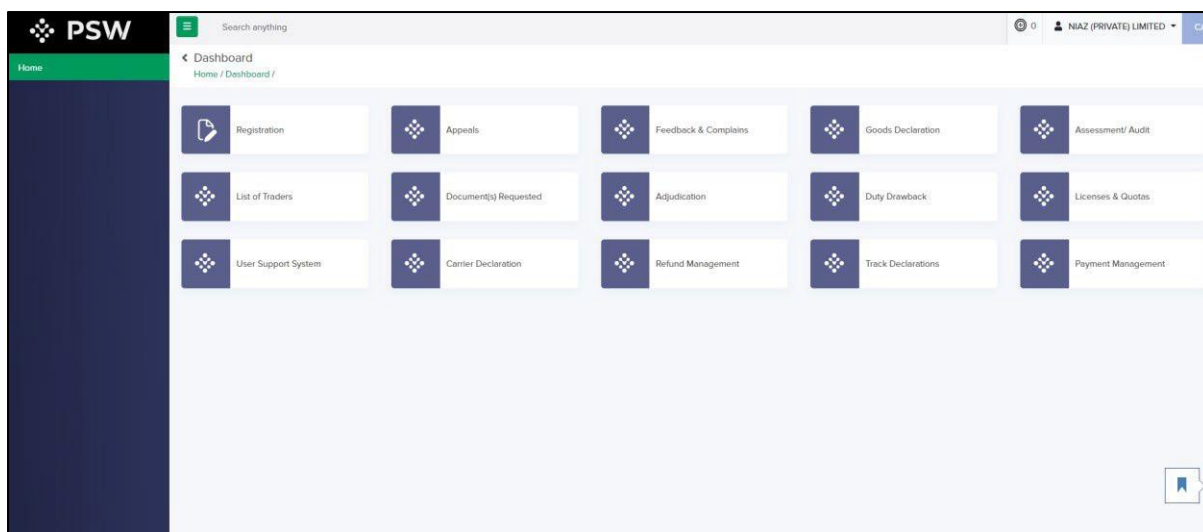 PSW
Search anything
0
NIAZ (PRIVATE) LIMITED
CA
Home
Dashboard
Home / Dashboard /
Registration
Appeals
Feedback & Complains
Goods Declaration
Assessment/ Audit
List of Traders
Document(s) Requested
Adjudication
Duty Drawback
Licenses & Quotas
User Support System
Carrier Declaration
Refund Management
Track Declarations
Payment Management